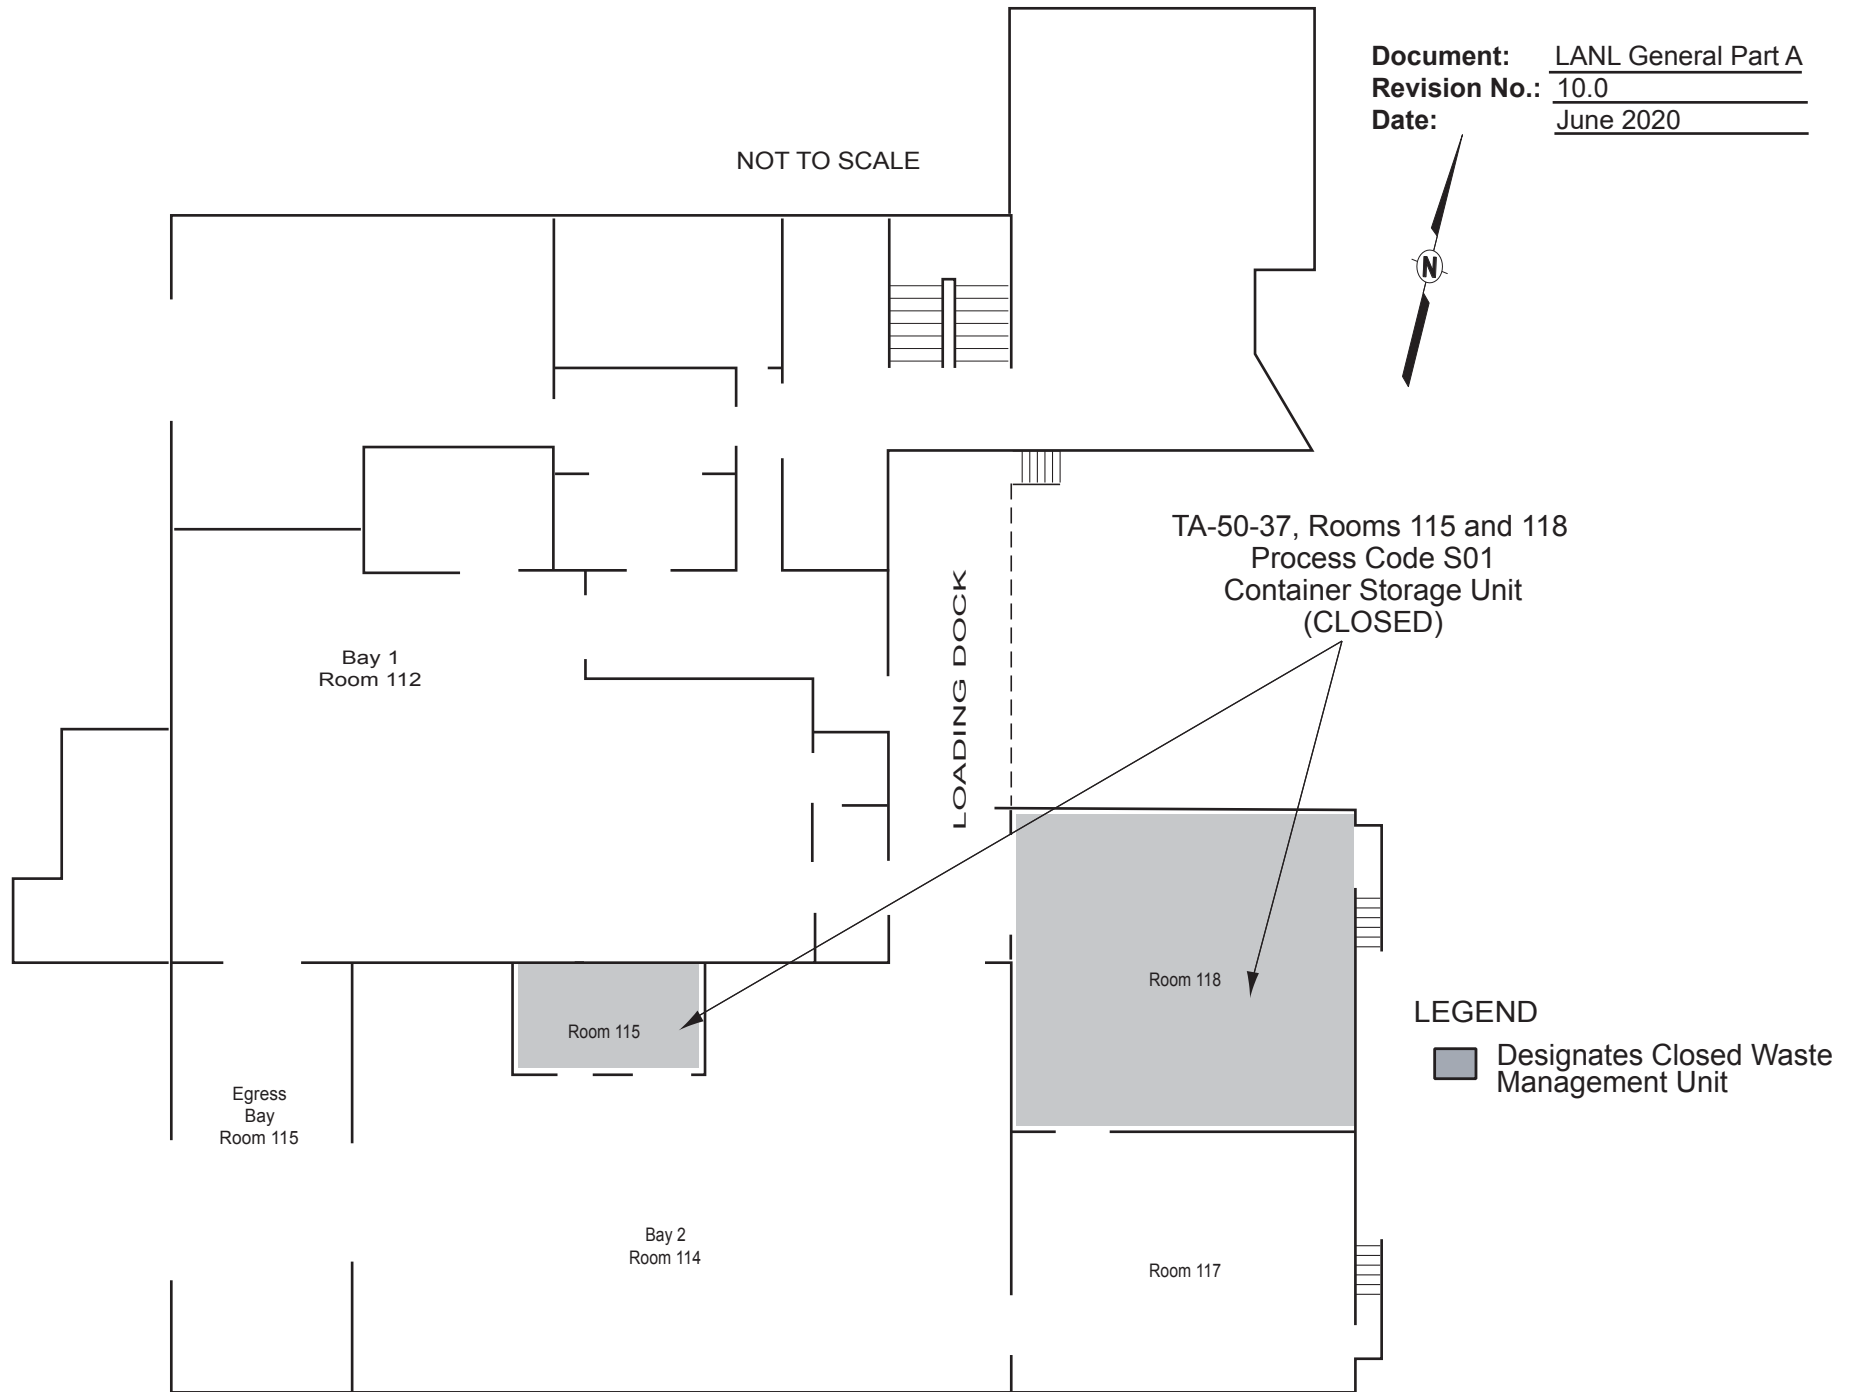 Document: LANL General Part A
Revision No.: 10.0
Date: June 2020
NOT TO SCALE
N
TA-50-37, Rooms 115 and 118
Process Code S01
Container Storage Unit
(CLOSED)
LOADING DOCK
Bay 1
Room 112
Room 118
Room 115
LEGEND
Designates Closed Waste
Management Unit
Egress
Bay
Room 115
Bay 2
Room 114
Room 117